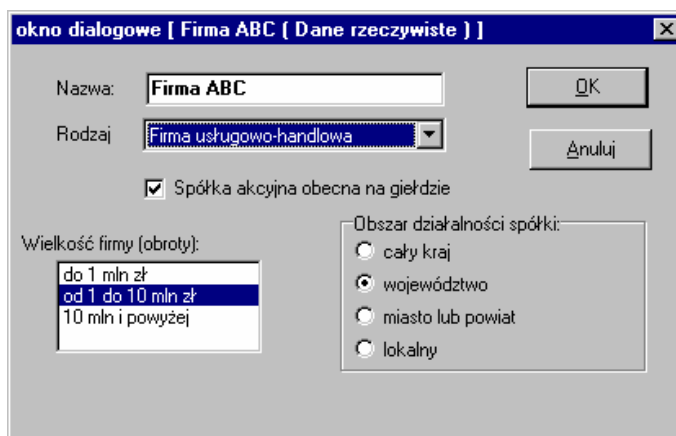 okno dialogowe [ Firma ABC ( Dane rzeczywiste ) ]
Nazwa: Firma ABC
OK
Rodzaj Firma usługowo-handlowa
Anuluj
Spółka akcyjna obecna na giełdzie
Wielkość firmy (obroty):
do 1 mln zł
od 1 do 10 mln zł
10 mln i powyżej
Obszar działalności spółki:
cały kraj
województwo
miasto lub powiat
lokalny